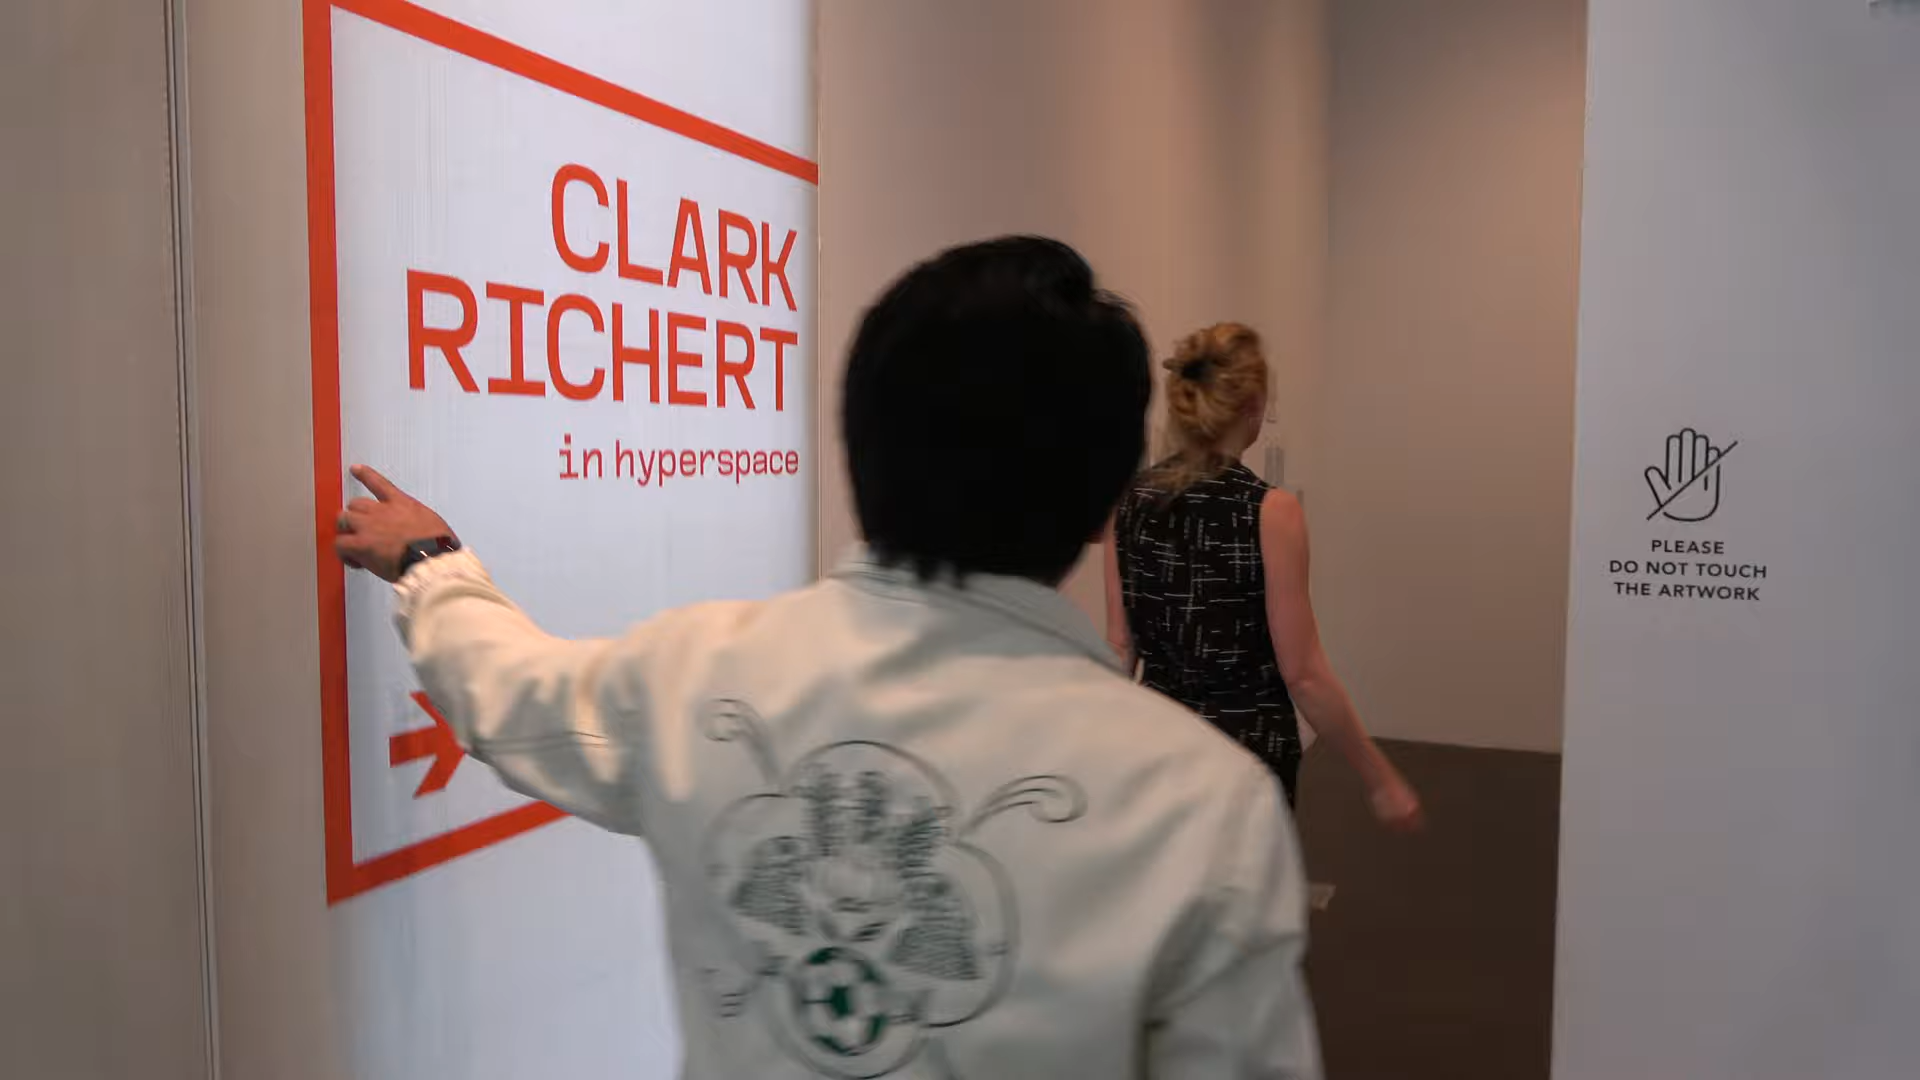 CLARK
RICHERT
in hyperspace
PLEASE
DO NOT TOUCH
THE ARTWORK